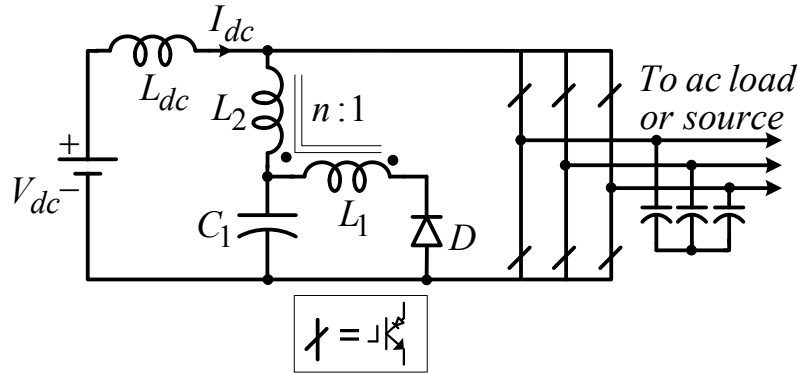 I_dc
L_dc
L_2
n:1
To ac load
or source
+
V_dc
−
C_1
L_1
D
=